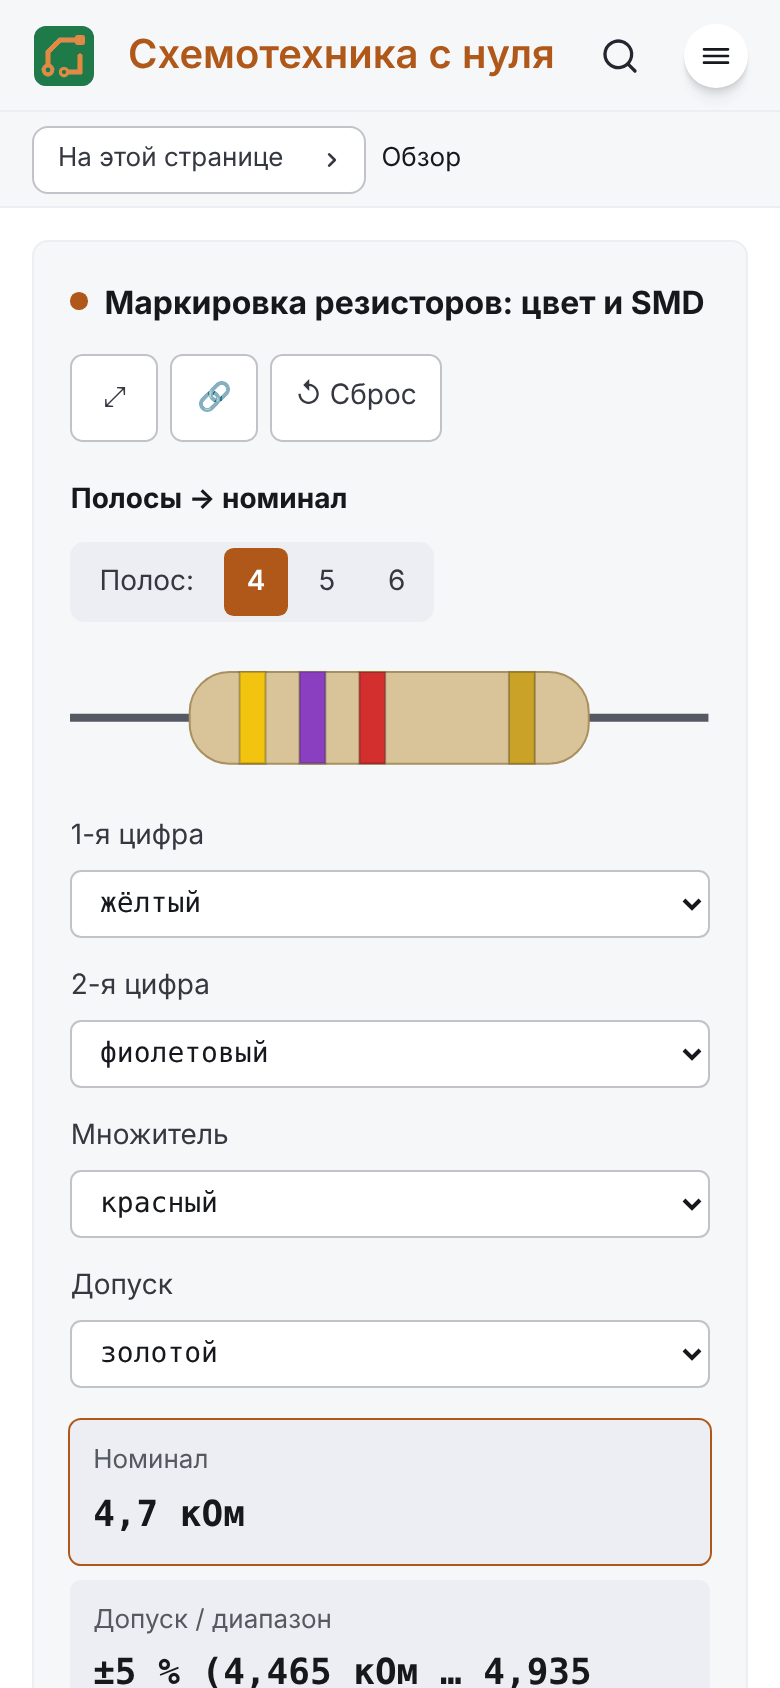 Схемотехника с нуля
На этой странице
Обзор
Маркировка резисторов: цвет и SMD
Сброс
Полосы → номинал
Полос: 4 5 6
1-я цифра
жёлтый
2-я цифра
фиолетовый
Множитель
красный
Допуск
золотой
Номинал
4,7 кОм
Допуск / диапазон
±5 % (4,465 кОм … 4,935